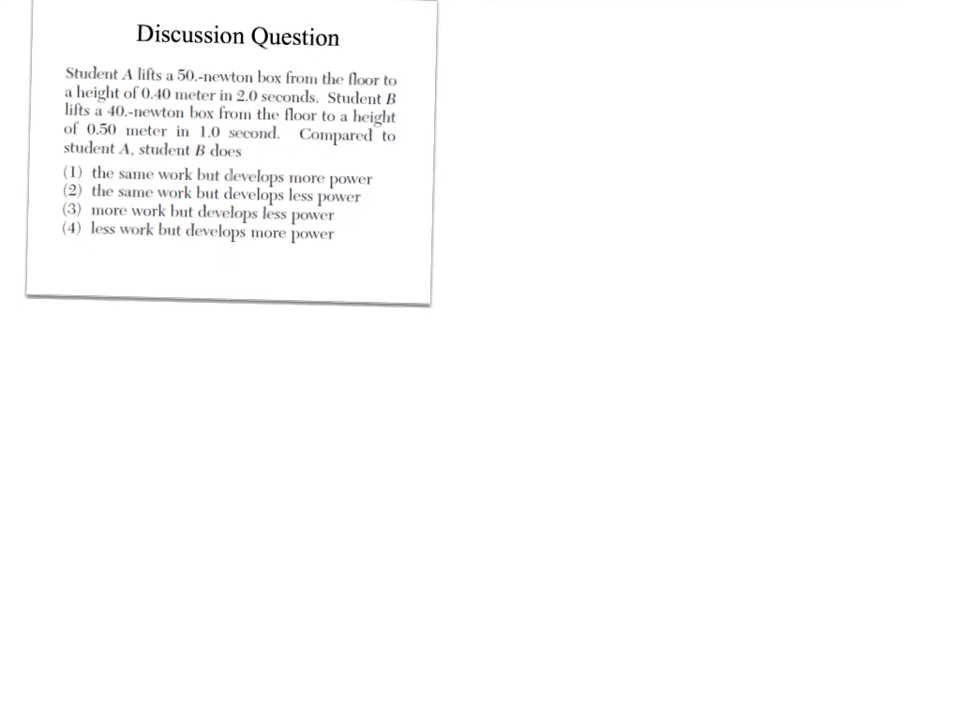 Discussion Question
Student A lifts a 50.-newton box from the floor to
a height of 0.40 meter in 2.0 seconds. Student B
lifts a 40.-newton box from the floor to a height
of 0.50 meter in 1.0 second. Compared to
student A, student B does
(1) the same work but develops more power
(2) the same work but develops less power
(3) more work but develops less power
(4) less work but develops more power